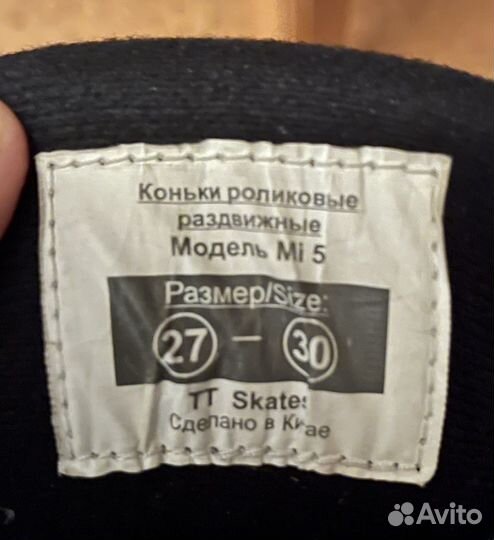 Коньки роликовые
раздвижные
Модель Mi 5
Размер/Size:
27 – 30
TT Skates
Сделано в Китае
Avito